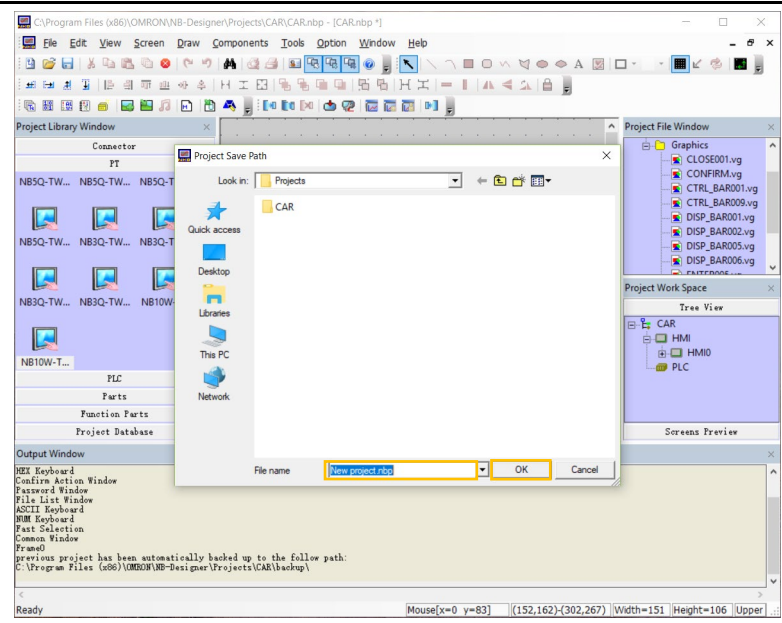 C:\Program Files (x86)\OMRON\NB-Designer\Projects\CAR\CAR.nbp - [CAR.nbp *]
File Edit View Screen Draw Components Tools Option Window Help
Project Library Window
Connector
PT
NB5Q-TW... NB5Q-TW... NB5Q-T
NB5Q-TW... NB3Q-TW... NB3Q-T
NB3Q-TW... NB3Q-TW... NB10W-
NB10W-T...
PLC
Parts
Function Parts
Project Database
Project Save Path
Look in: Projects
Quick access
Desktop
Libraries
This PC
Network
CAR
File name New project.nbp OK Cancel
Project File Window
Graphics
CLOSE001.vg
CONFIRM.vg
CTRL_BAR001.vg
CTRL_BAR009.vg
DISP_BAR001.vg
DISP_BAR002.vg
DISP_BAR005.vg
DISP_BAR006.vg
Project Work Space
Tree View
CAR
HMI
HMI0
PLC
Screens Preview
Output Window
HEX Keyboard
Confirm Action Window
Password Window
File List Window
ASCII Keyboard
NUM Keyboard
Fast Selection
Common Window
Frame0
previous project has been automatically backed up to the follow path:
C:\Program Files (x86)\OMRON\NB-Designer\Projects\CAR\backup\
Ready Mouse[x=0 y=83] (152,162)-(302,267) Width=151 Height=106 Upper